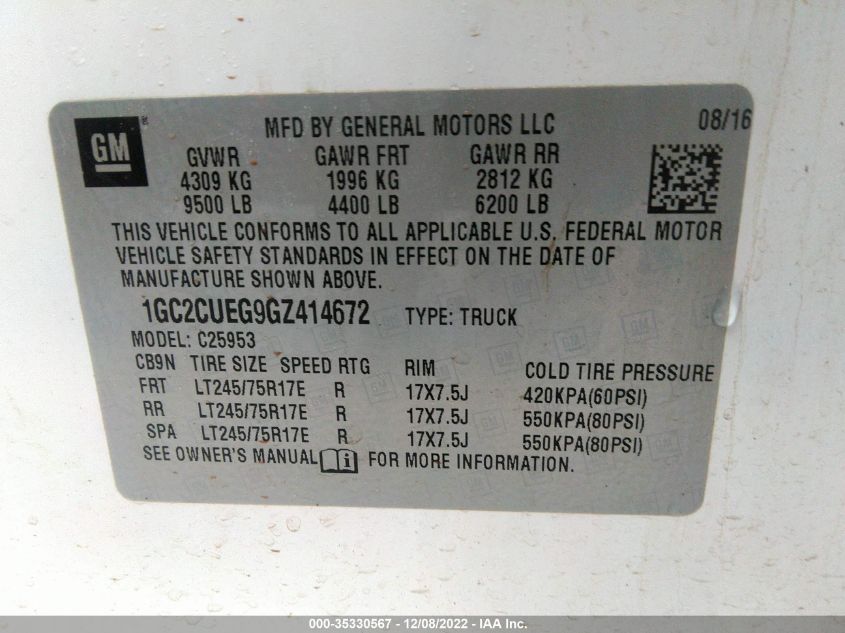 GM ®
MFD BY GENERAL MOTORS LLC 08/16
GVWR GAWR FRT GAWR RR
4309 KG 1996 KG 2812 KG
9500 LB 4400 LB 6200 LB
THIS VEHICLE CONFORMS TO ALL APPLICABLE U.S. FEDERAL MOTOR
VEHICLE SAFETY STANDARDS IN EFFECT ON THE DATE OF
MANUFACTURE SHOWN ABOVE.
1GC2CUEG9GZ414672 TYPE: TRUCK
MODEL: C25953
CB9N TIRE SIZE SPEED RTG RIM COLD TIRE PRESSURE
FRT LT245/75R17E R 17X7.5J 420KPA(60PSI)
RR LT245/75R17E R 17X7.5J 550KPA(80PSI)
SPA LT245/75R17E R 17X7.5J 550KPA(80PSI)
SEE OWNER'S MANUAL i FOR MORE INFORMATION.
000-35330567 - 12/08/2022 - IAA Inc.